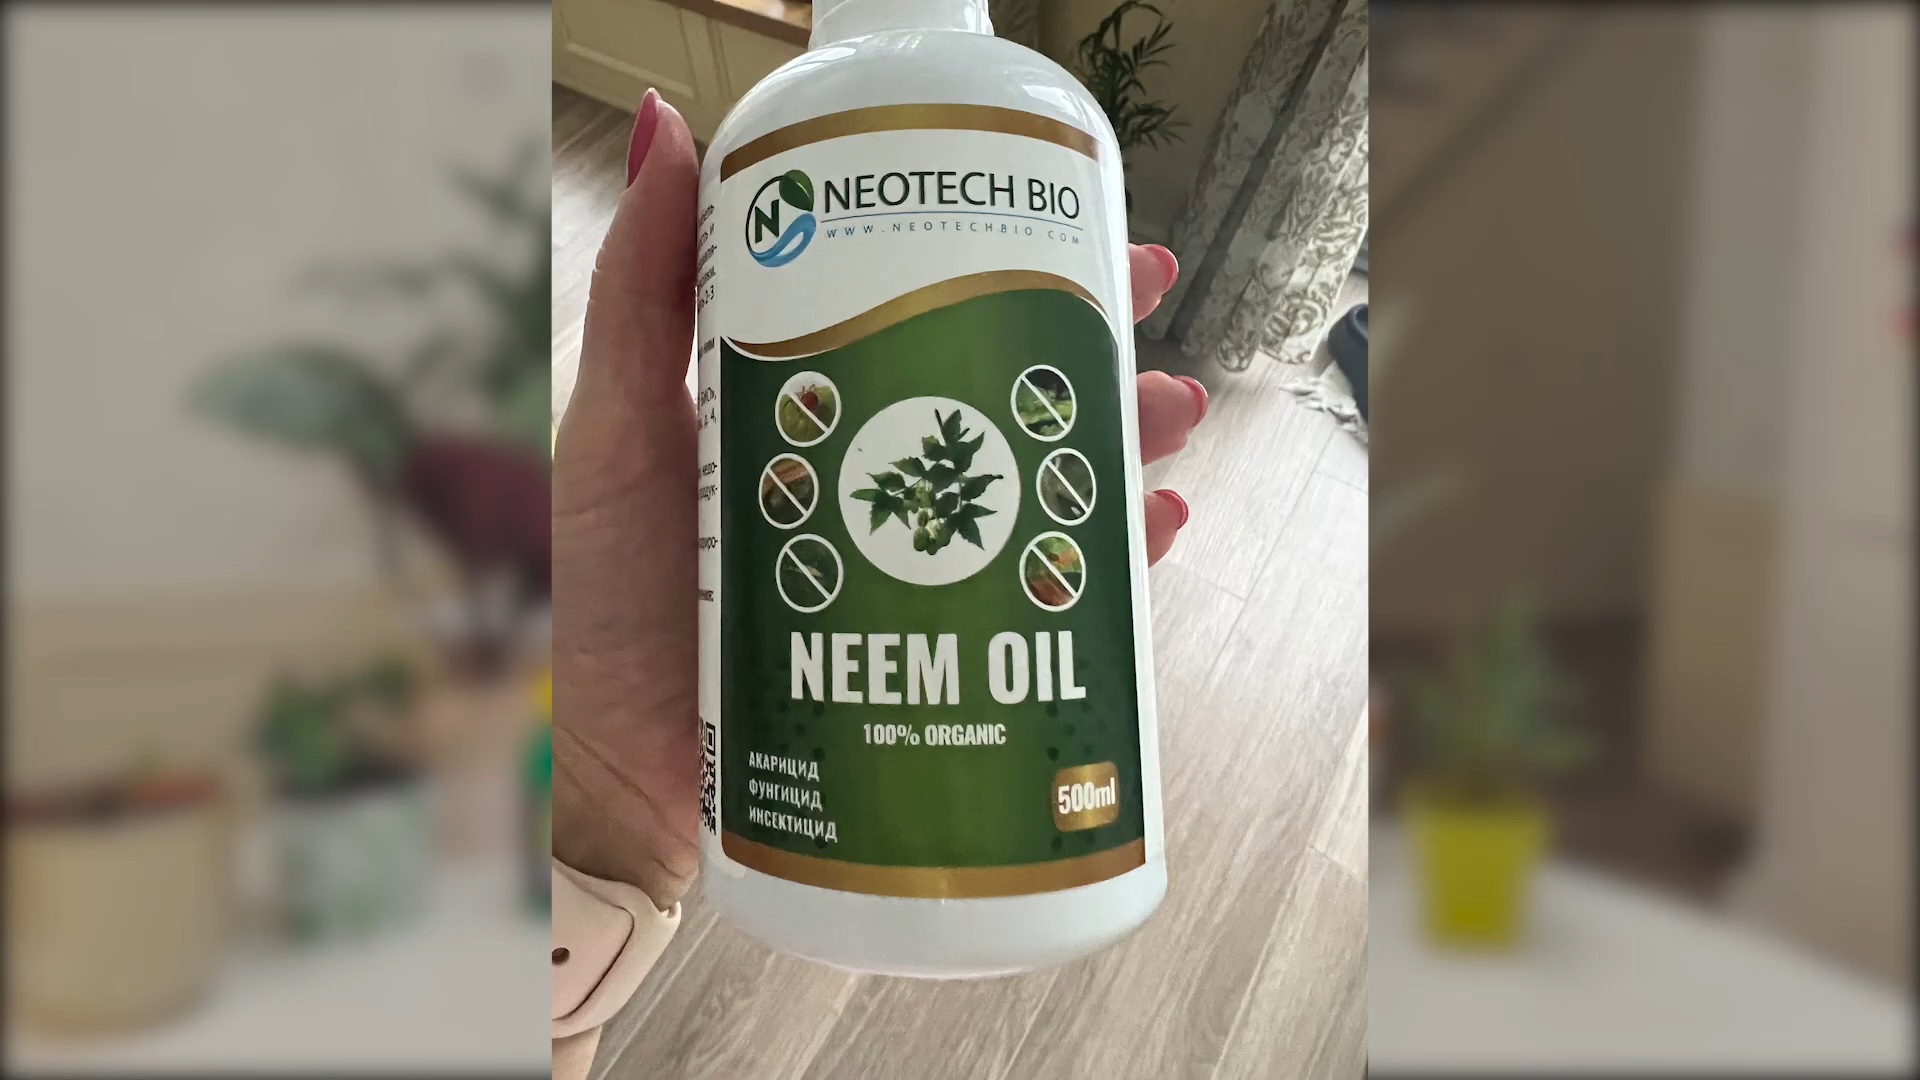 NEOTECH BIO
WWW.NEOTECHBIO.COM
NEEM OIL
100% ORGANIC
АКАРИЦИД
ФУНГИЦИД
ИНСЕКТИЦИД
500ml